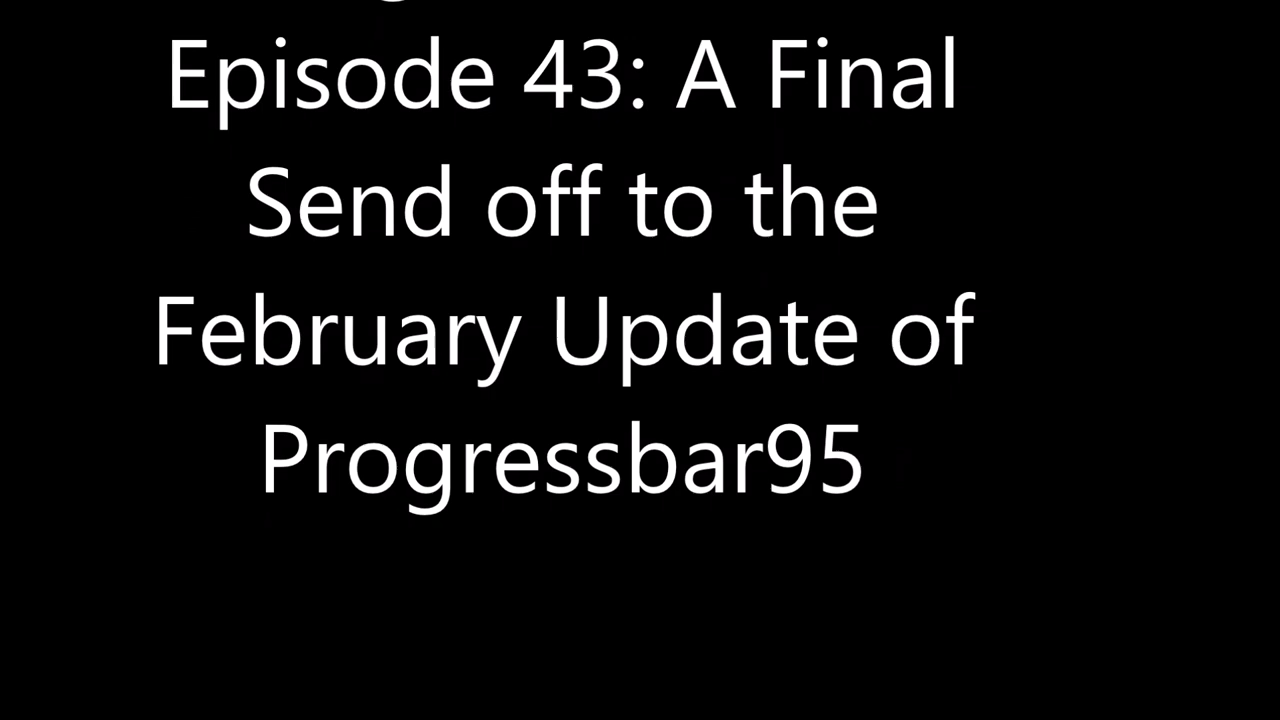 Episode 43: A Final
Send off to the
February Update of
Progressbar95